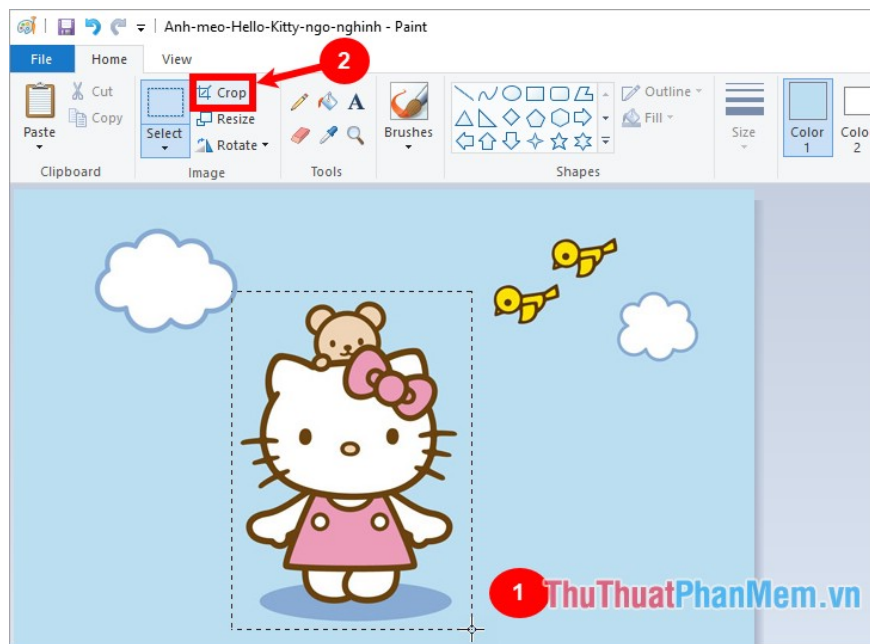 Anh-meo-Hello-Kitty-ngo-nghinh - Paint
File Home View
2
Cut
Copy
Paste
Clipboard
Select
Crop
Resize
Rotate
Image
A
Tools
Brushes
Shapes
Outline
Fill
Size
Color
1
Colo
2
1
ThuThuatPhanMem.vn